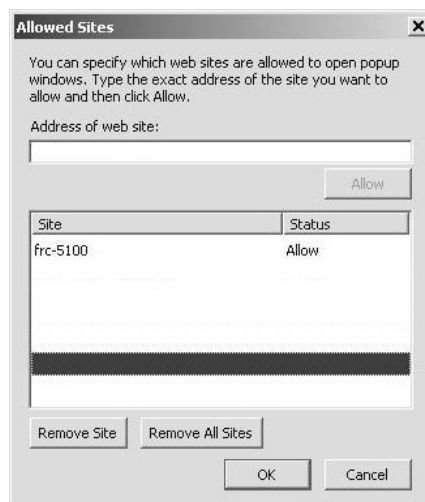 Allowed Sites
You can specify which web sites are allowed to open popup
windows. Type the exact address of the site you want to
allow and then click Allow.
Address of web site:
Allow
Site Status
frc-5100 Allow
Remove Site Remove All Sites
OK Cancel